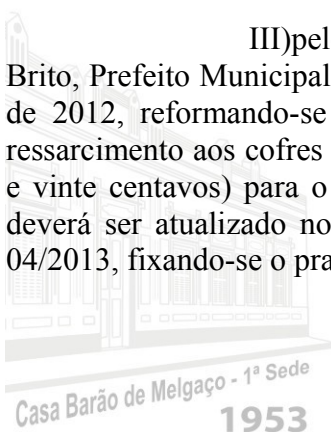 III)pel
Brito, Prefeito Municipal
de 2012, reformando-se
ressarcimento aos cofres
e vinte centavos) para o
deverá ser atualizado no
04/2013, fixando-se o pra
Casa Barão de Melgaço - 1ª Sede
1953